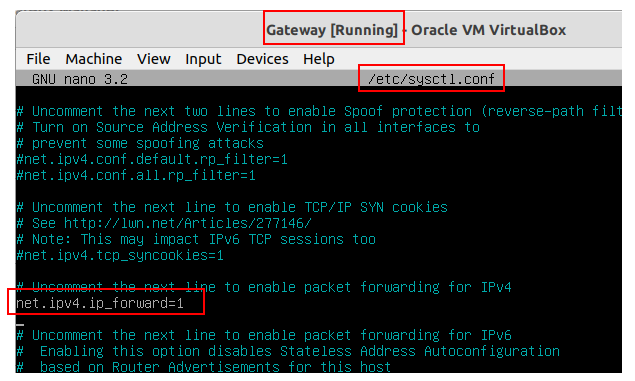 Gateway [Running] - Oracle VM VirtualBox
File Machine View Input Devices Help
GNU nano 3.2 /etc/sysctl.conf
# Uncomment the next two lines to enable Spoof protection (reverse-path filt
# Turn on Source Address Verification in all interfaces to
# prevent some spoofing attacks
#net.ipv4.conf.default.rp_filter=1
#net.ipv4.conf.all.rp_filter=1
# Uncomment the next line to enable TCP/IP SYN cookies
# See http://lwn.net/Articles/277146/
# Note: This may impact IPv6 TCP sessions too
#net.ipv4.tcp_syncookies=1
# Uncomment the next line to enable packet forwarding for IPv4
net.ipv4.ip_forward=1
# Uncomment the next line to enable packet forwarding for IPv6
#  Enabling this option disables Stateless Address Autoconfiguration
#  based on Router Advertisements for this host